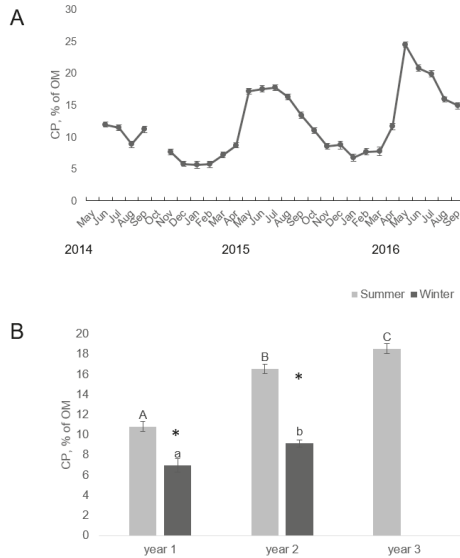 A
30
25
20
15
10
5
0
CP, % of OM
May Jun Jul Aug Sep Oct Nov Dec Jan Feb Mar Apr May Jun Jul Aug Sep Oct Nov Dec Jan Feb Mar Apr May Jun Jul Aug Sep
2014 2015 2016
Summer Winter
B
20
18
16
14
12
10
8
6
4
2
0
CP, % of OM
A * a
B * b
C
year 1 year 2 year 3